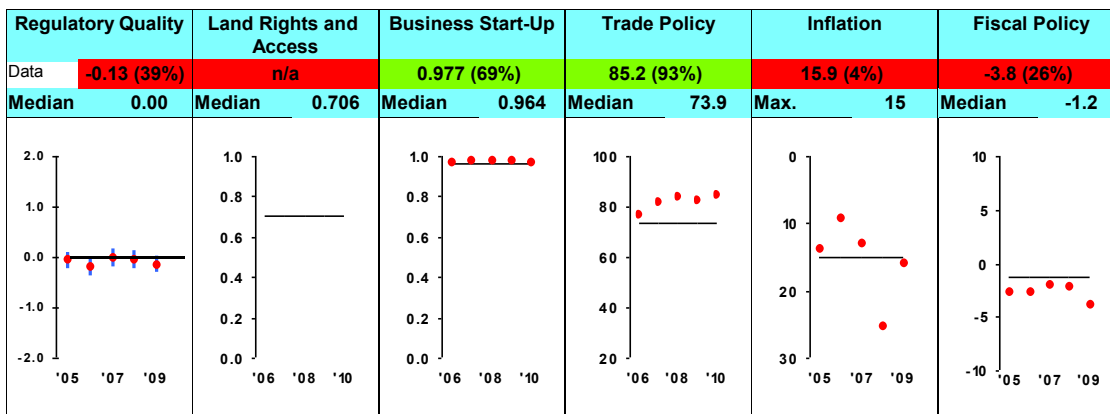 Regulatory Quality
Land Rights and
Access
Business Start-Up
Trade Policy
Inflation
Fiscal Policy
Data -0.13 (39%)
n/a
0.977 (69%)
85.2 (93%)
15.9 (4%)
-3.8 (26%)
Median 0.00
Median 0.706
Median 0.964
Median 73.9
Max. 15
Median -1.2
2.0
1.0
0.0
-1.0
-2.0
'05 '07 '09
1.0
0.8
0.6
0.4
0.2
0.0
'06 '08 '10
1.0
0.8
0.6
0.4
0.2
0.0
'06 '08 '10
100
80
60
40
20
'06 '08 '10
0
10
20
30
'05 '07 '09
10
5
0
-5
-10
'05 '07 '09